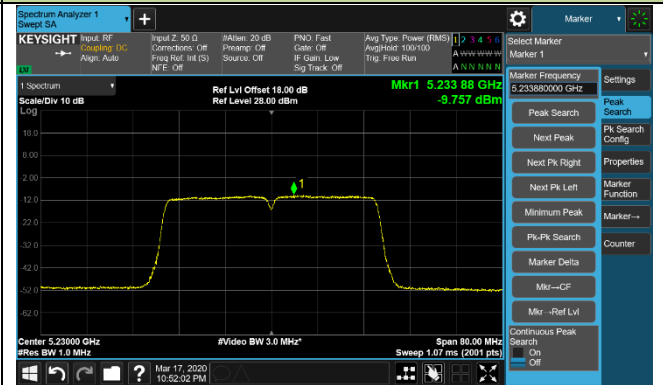 Spectrum Analyzer 1
Swept SA
Marker
KEYSIGHT
Input: RF
Coupling: DC
Align: Auto
Input Z: 50 Ω
Corrections: Off
Freq Ref: Int (S)
NFE: Off
#Atten: 20 dB
Preamp: Off
Source: Off
PNO: Fast
Gate: Off
IF Gain: Low
Sig Track: Off
Avg Type: Power (RMS)
Avg|Hold: 100/100
Trig: Free Run
1 2 3 4 5 6
A W W W W W
A N N N N N
Select Marker
Marker 1
1 Spectrum
Scale/Div 10 dB
Log
Ref Lvl Offset 18.00 dB
Ref Level 28.00 dBm
Mkr1 5.233 88 GHz
-9.757 dBm
18.0
8.00
-2.00
-12.0
-22.0
-32.0
-42.0
-52.0
-62.0
1
Center 5.23000 GHz
#Res BW 1.0 MHz
#Video BW 3.0 MHz*
Span 80.00 MHz
Sweep 1.07 ms (2001 pts)
Marker Frequency
5.233880000 GHz
Peak Search
Next Peak
Next Pk Right
Next Pk Left
Minimum Peak
Pk-Pk Search
Marker Delta
Mkr→CF
Mkr→Ref Lvl
Continuous Peak
Search
On
Off
Settings
Peak
Search
Pk Search
Config
Properties
Marker
Function
Marker→
Counter
Mar 17, 2020
10:52:02 PM